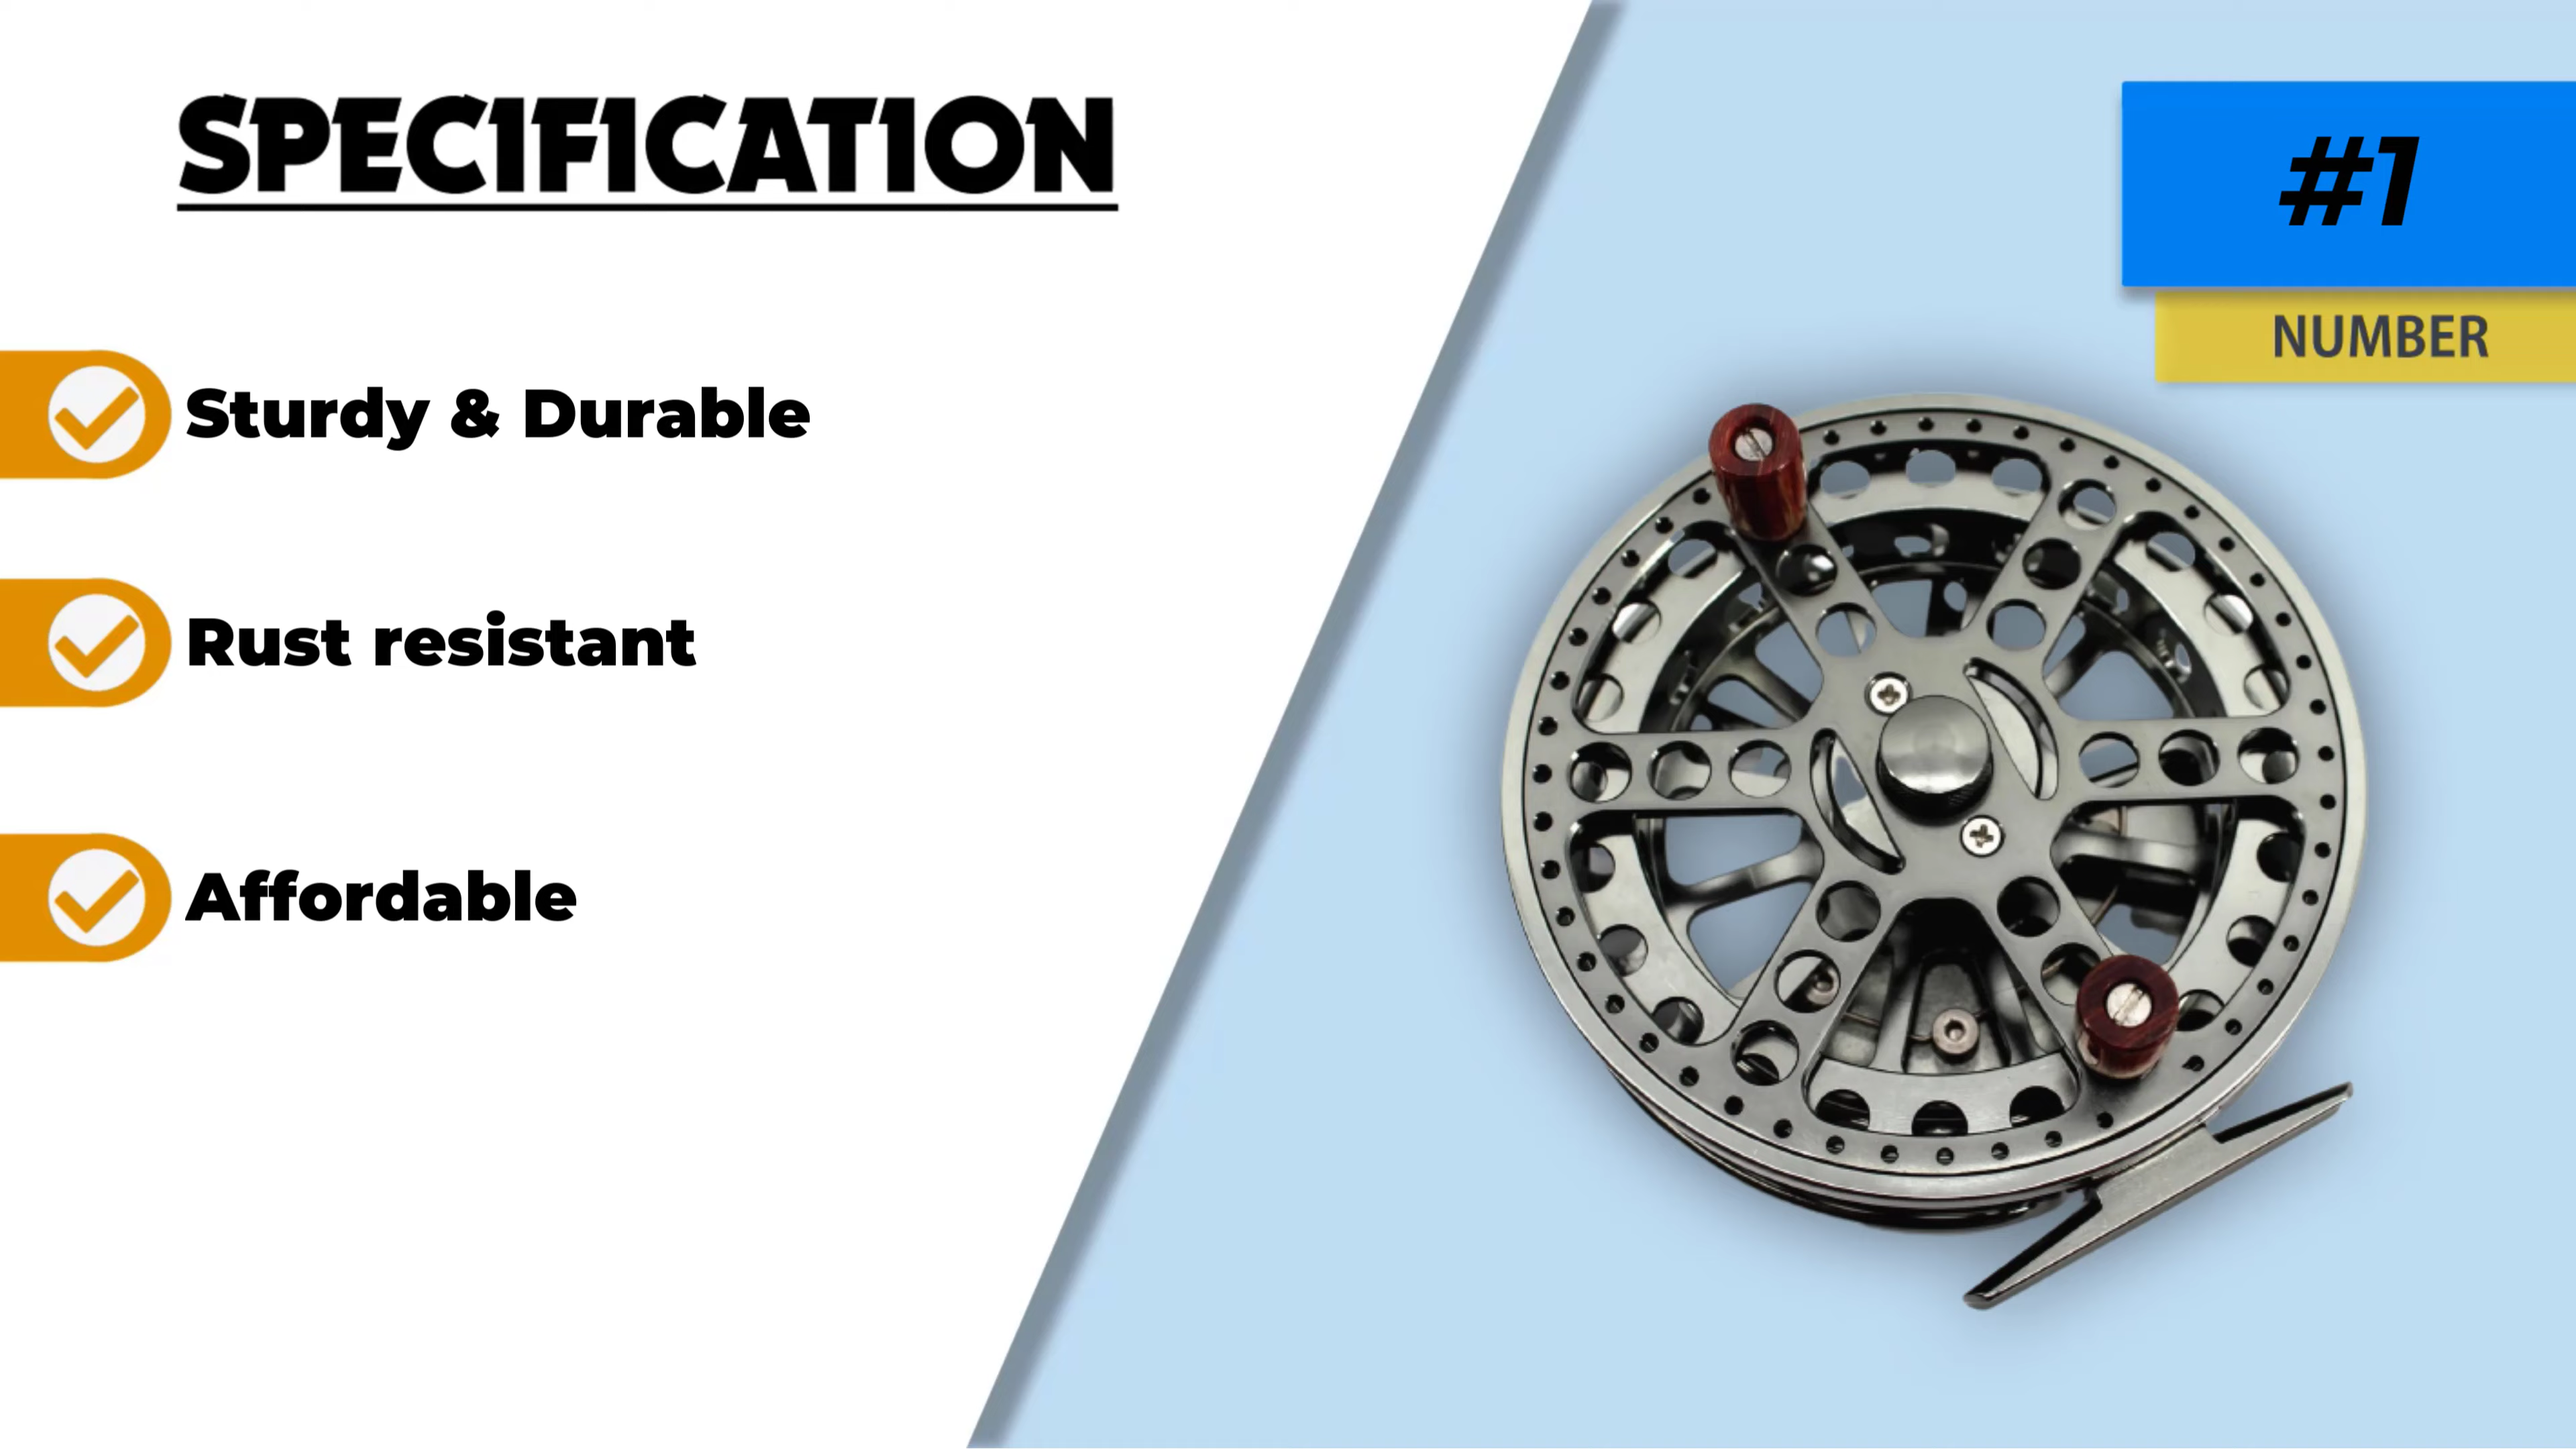 SPECIFICATION
#1
NUMBER
Sturdy & Durable
Rust resistant
Affordable